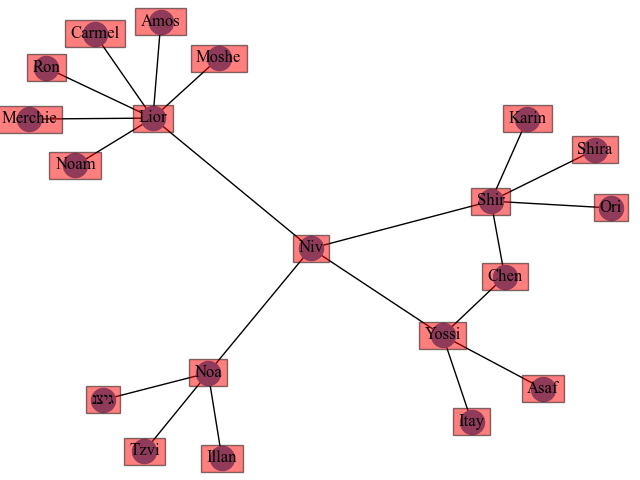 Amos
Carmel
Moshe
Ron
Merchie
Lior
Noam
Karin
Shira
Shir
Ori
Niv
Chen
Yossi
Noa
Asaf
Itay
Tzvi
Illan